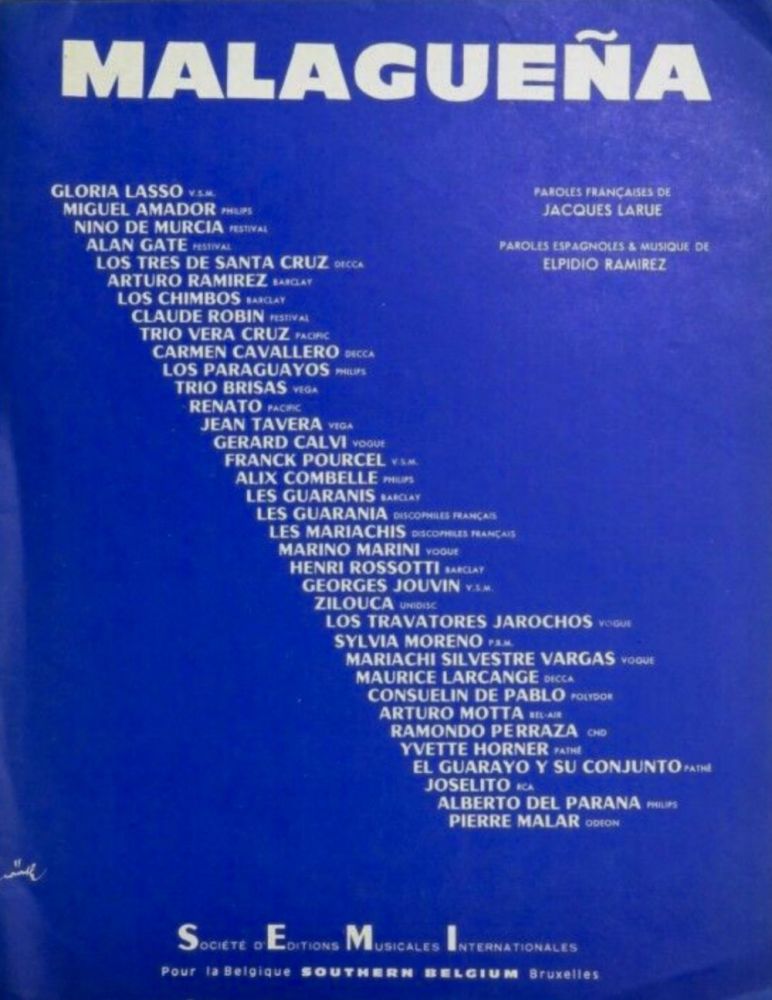 MALAGUEÑA
GLORIA LASSO V.S.M.
MIGUEL AMADOR PHILIPS
NINO DE MURCIA FESTIVAL
ALAN GATE FESTIVAL
LOS TRES DE SANTA CRUZ DECCA
ARTURO RAMIREZ BARCLAY
LOS CHIMBOS BARCLAY
CLAUDE ROBIN FESTIVAL
TRIO VERA CRUZ PACIFIC
CARMEN CAVALLERO DECCA
LOS PARAGUAYOS PHILIPS
TRIO BRISAS VEGA
RENATO PACIFIC
JEAN TAVERA VEGA
GERARD CALVI VOGUE
FRANCK POURCEL V.S.M.
ALIX COMBELLE PHILIPS
LES GUARANIS BARCLAY
LES GUARANIA DISCOPHILES FRANÇAIS
LES MARIACHIS DISCOPHILES FRANÇAIS
MARINO MARINI VOGUE
HENRI ROSSOTTI BARCLAY
GEORGES JOUVIN V.S.M.
ZILOUCA UNIDISC
LOS TRAVATORES JAROCHOS VOGUE
SYLVIA MORENO P.R.M.
MARIACHI SILVESTRE VARGAS VOGUE
MAURICE LARCANGE DECCA
CONSUELIN DE PABLO POLYDOR
ARTURO MOTTA BEL-AIR
RAMONDO PERRAZA CND
YVETTE HORNER PATHÉ
EL GUARAYO Y SU CONJUNTO PATHÉ
JOSELITO RCA
ALBERTO DEL PARANA PHILIPS
PIERRE MALAR ODEON
PAROLES FRANÇAISES DE
JACQUES LARUE
PAROLES ESPAGNOLES & MUSIQUE DE
ELPIDIO RAMIREZ
SOCIÉTÉ D'EDITIONS MUSICALES INTERNATIONALES
Pour la Belgique SOUTHERN BELGIUM Bruxelles